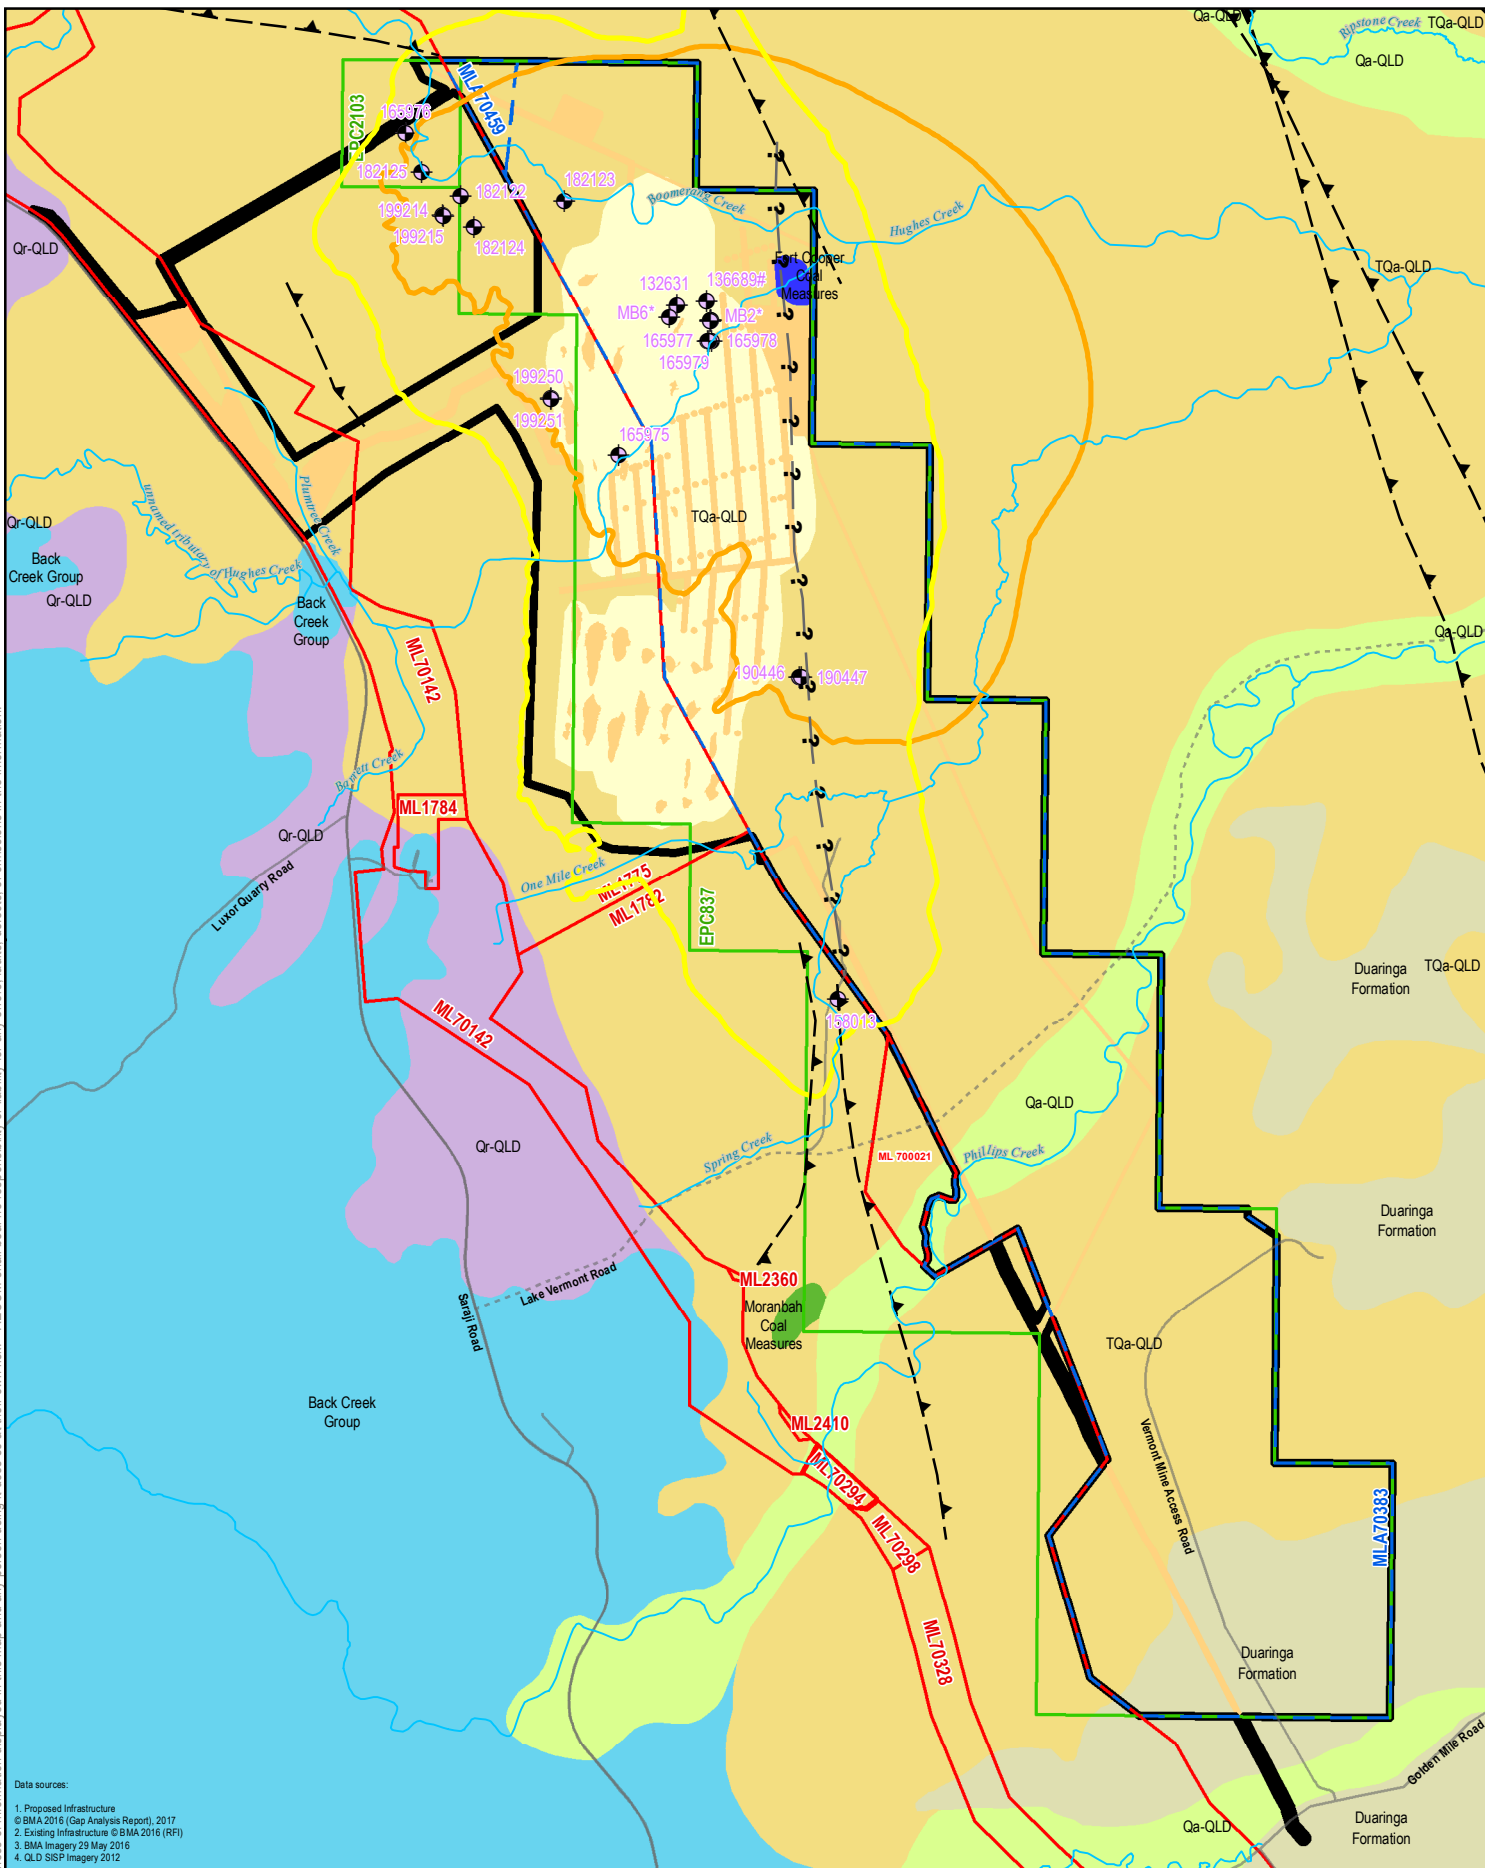 Qa-QLD
Ripstone Creek
TQa-QLD
Qa-QLD
MLA70459
EPC2103
165976
182125
182122
182123
199214
199215
182124
Boomerang Creek
Hughes Creek
Qr-QLD
Fort Cooper
Coal
Measures
TQa-QLD
132631
136689#
MB6*
MB2*
165977
165978
165979
199250
199251
165975
Plumtree Creek
unnamed tributary of Hughes Creek
TQa-QLD
Qr-QLD
Back
Creek Group
Qr-QLD
Back
Creek
Group
Qa-QLD
ML70142
190446
190447
Barrett Creek
ML1784
Qr-QLD
Luxor Quarry Road
One Mile Creek
ML1775
ML1782
EPC837
Duaringa
Formation
TQa-QLD
158013
ML70142
Qa-QLD
Qr-QLD
Spring Creek
ML 700021
Phillips Creek
Duaringa
Formation
Lake Vermont Road
Saraji Road
ML2360
Moranbah
Coal
Measures
TQa-QLD
Back Creek
Group
ML2410
ML70294
Vermont Mine Access Road
ML70298
MLA70383
ML70328
Duaringa
Formation
Golden Mile Road
Qa-QLD
Duaringa
Formation
Data sources:
1. Proposed Infrastructure
© BMA 2016 (Gap Analysis Report), 2017
2. Existing Infrastructure © BMA 2016 (RFI)
3. BMA Imagery 29 May 2016
4. QLD SISP Imagery 2012